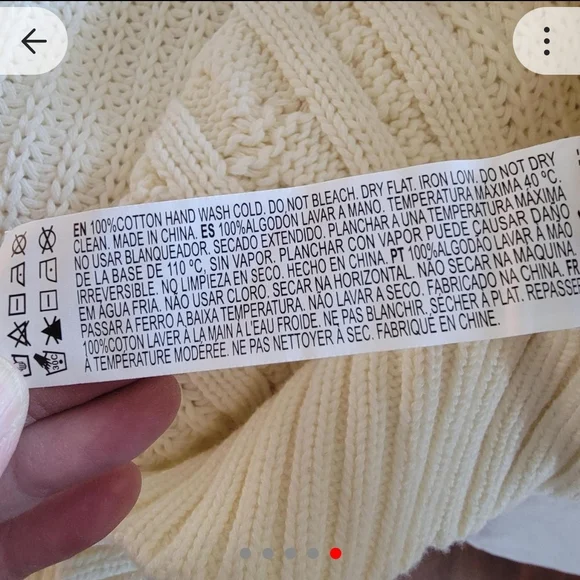 EN 100%COTTON HAND WASH COLD. DO NOT BLEACH. DRY FLAT. IRON LOW. DO NOT DRY
CLEAN. MADE IN CHINA. ES 100%ALGODÓN LAVAR A MANO. TEMPERATURA MÁXIMA 40 ºC.
NO USAR BLANQUEADOR. SECADO EXTENDIDO. PLANCHAR A UNA TEMPERATURA MÁXIMA
DE LA BASE DE 110 ºC, SIN VAPOR. PLANCHAR CON VAPOR PUEDE CAUSAR DAÑO
IRREVERSIBLE. NO LIMPIEZA EN SECO. HECHO EN CHINA. PT 100%ALGODÃO LAVAR À MÃO
EM ÁGUA FRIA. NÃO USAR CLORO. SECAR NA HORIZONTAL. NÃO SECAR NA MÁQUINA.
PASSAR A FERRO A BAIXA TEMPERATURA. NÃO LAVAR À SECO. FABRICADO NA CHINA. FR
100%COTON LAVER À LA MAIN À L'EAU FROIDE. NE PAS BLANCHIR. SÉCHER À PLAT. REPASSER
À TEMPÉRATURE MODÉRÉE. NE PAS NETTOYER À SEC. FABRIQUÉ EN CHINE.
30C